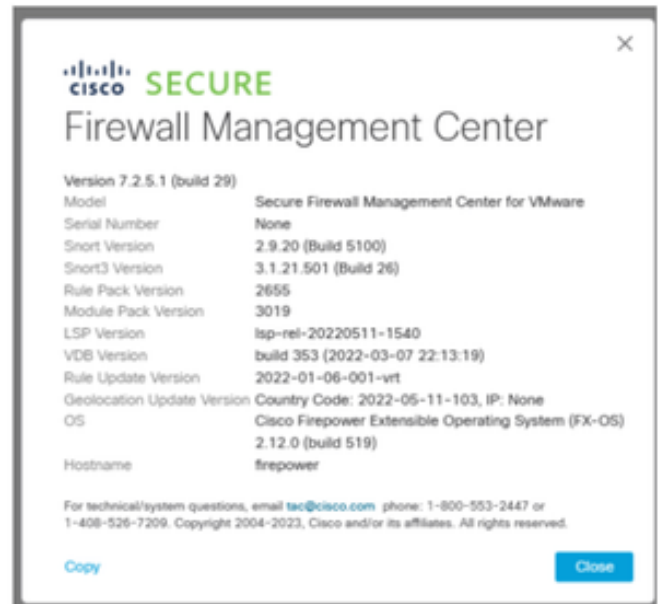 CISCO SECURE
Firewall Management Center
Version 7.2.5.1 (build 29)
Model Secure Firewall Management Center for VMware
Serial Number None
Snort Version 2.9.20 (Build 5100)
Snort3 Version 3.1.21.501 (Build 26)
Rule Pack Version 2655
Module Pack Version 3019
LSP Version lsp-rel-20220511-1540
VDB Version build 353 (2022-03-07 22:13:19)
Rule Update Version 2022-01-06-001-vrt
Geolocation Update Version Country Code: 2022-05-11-103, IP: None
OS Cisco Firepower Extensible Operating System (FX-OS)
2.12.0 (build 519)
Hostname firepower
For technical/system questions, email tac@cisco.com phone: 1-800-553-2447 or
1-408-526-7209. Copyright 2004-2023, Cisco and/or its affiliates. All rights reserved.
Copy Close